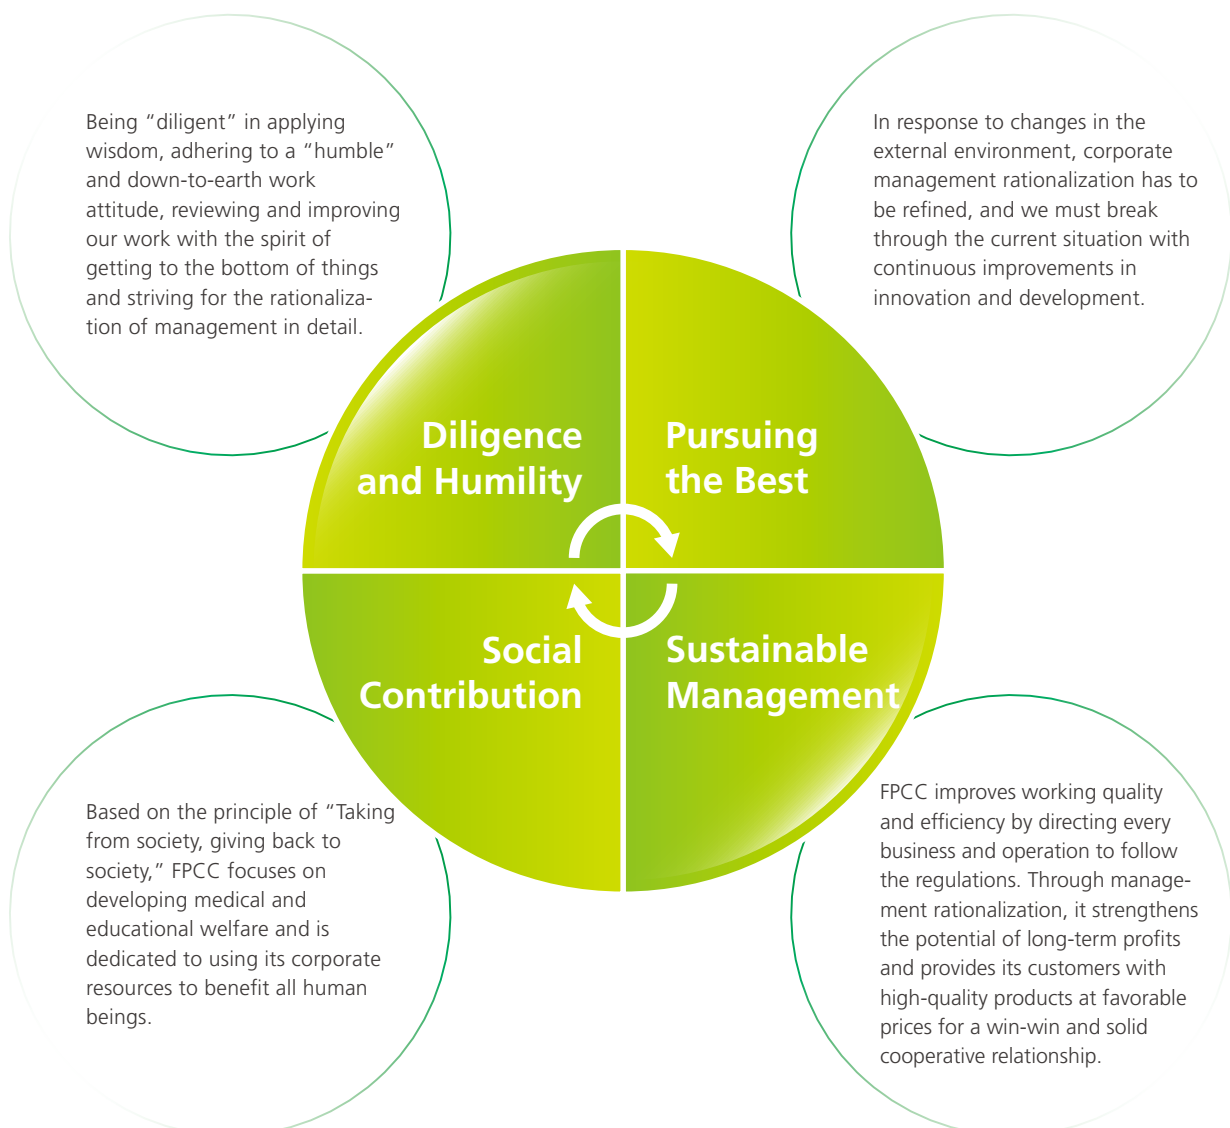 Being “diligent” in applying
wisdom, adhering to a “humble”
and down-to-earth work
attitude, reviewing and improving
our work with the spirit of
getting to the bottom of things
and striving for the rationaliza-
tion of management in detail.
In response to changes in the
external environment, corporate
management rationalization has to
be refined, and we must break
through the current situation with
continuous improvements in
innovation and development.
Diligence
and Humility
Pursuing
the Best
Social
Contribution
Sustainable
Management
Based on the principle of “Taking
from society, giving back to
society,” FPCC focuses on
developing medical and
educational welfare and is
dedicated to using its corporate
resources to benefit all human
beings.
FPCC improves working quality
and efficiency by directing every
business and operation to follow
the regulations. Through manage-
ment rationalization, it strengthens
the potential of long-term profits
and provides its customers with
high-quality products at favorable
prices for a win-win and solid
cooperative relationship.